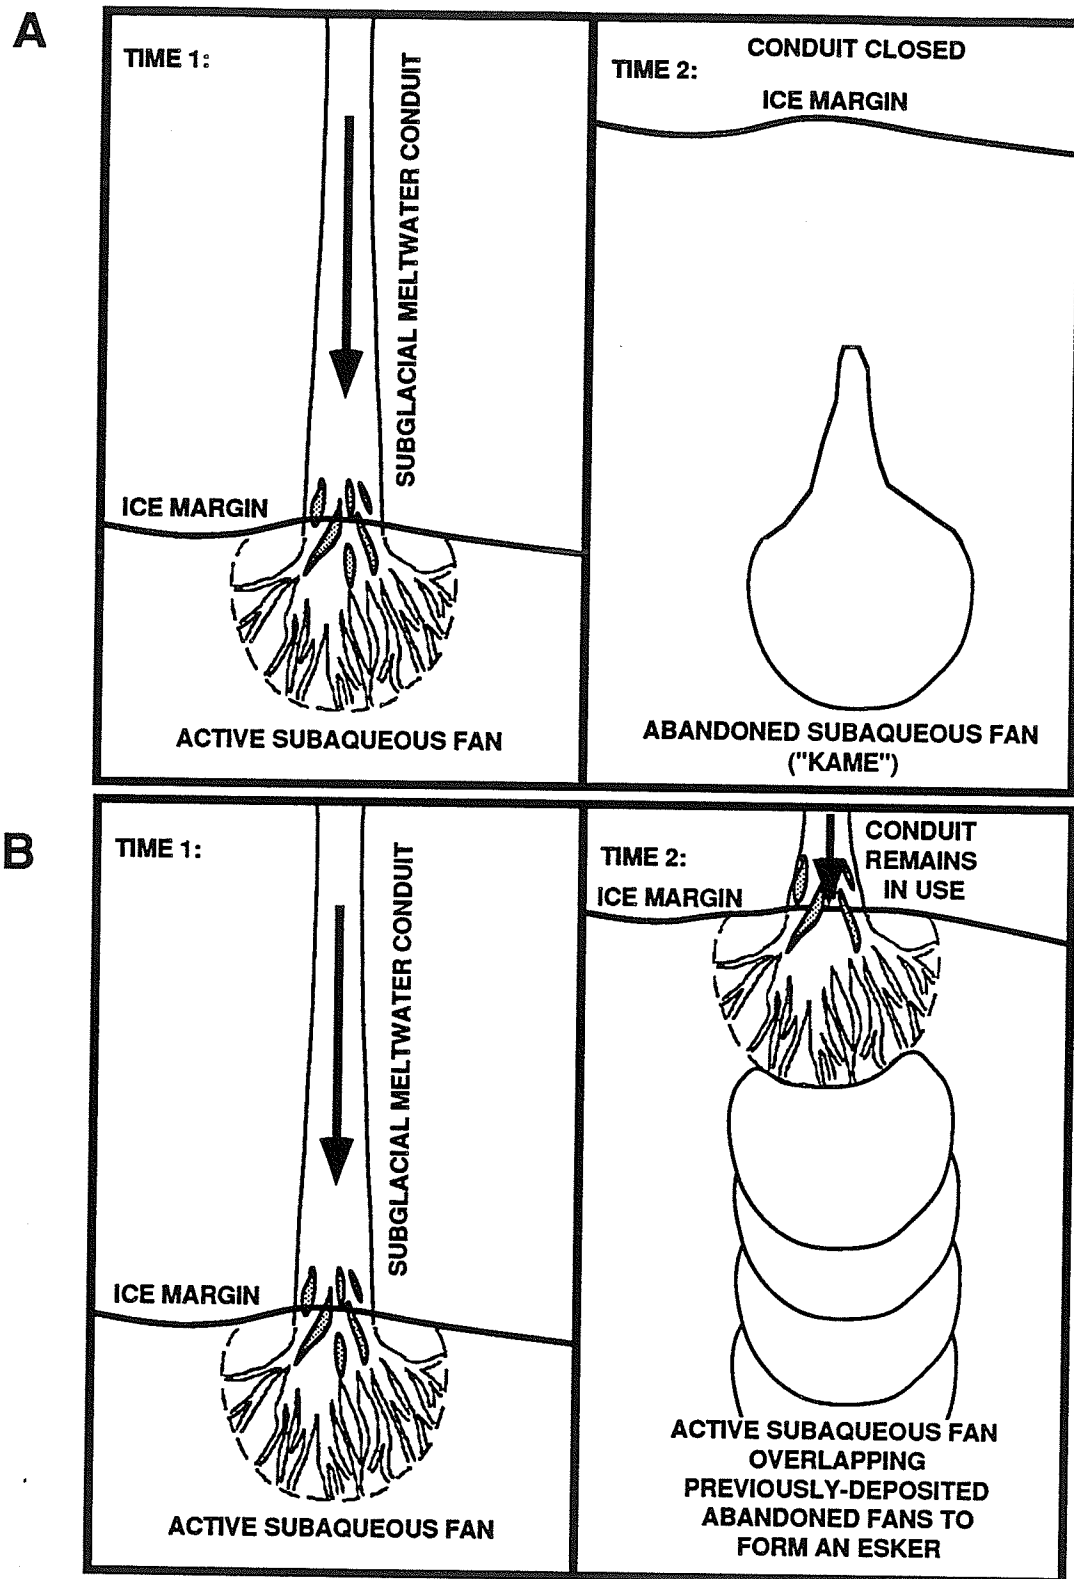 A
TIME 1:
SUBGLACIAL MELTWATER CONDUIT
ICE MARGIN
ACTIVE SUBAQUEOUS FAN
CONDUIT CLOSED
TIME 2:
ICE MARGIN
ABANDONED SUBAQUEOUS FAN
("KAME")
B
TIME 1:
SUBGLACIAL MELTWATER CONDUIT
ICE MARGIN
ACTIVE SUBAQUEOUS FAN
TIME 2:
CONDUIT
REMAINS
IN USE
ICE MARGIN
ACTIVE SUBAQUEOUS FAN
OVERLAPPING
PREVIOUSLY-DEPOSITED
ABANDONED FANS TO
FORM AN ESKER